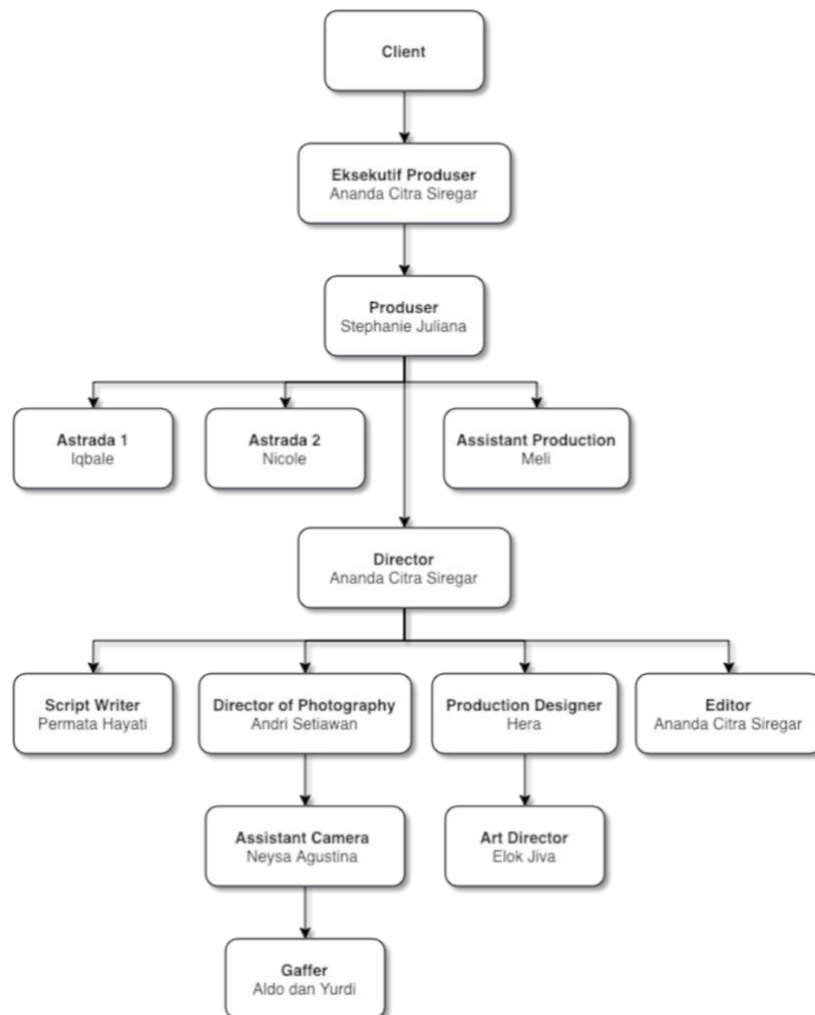 Client
Eksekutif Produser
Ananda Citra Siregar
Produser
Stephanie Juliana
Astrada 1
Iqbale
Astrada 2
Nicole
Assistant Production
Meli
Director
Ananda Citra Siregar
Script Writer
Permata Hayati
Director of Photography
Andri Setiawan
Production Designer
Hera
Editor
Ananda Citra Siregar
Assistant Camera
Neysa Agustina
Art Director
Elok Jiva
Gaffer
Aldo dan Yurdi